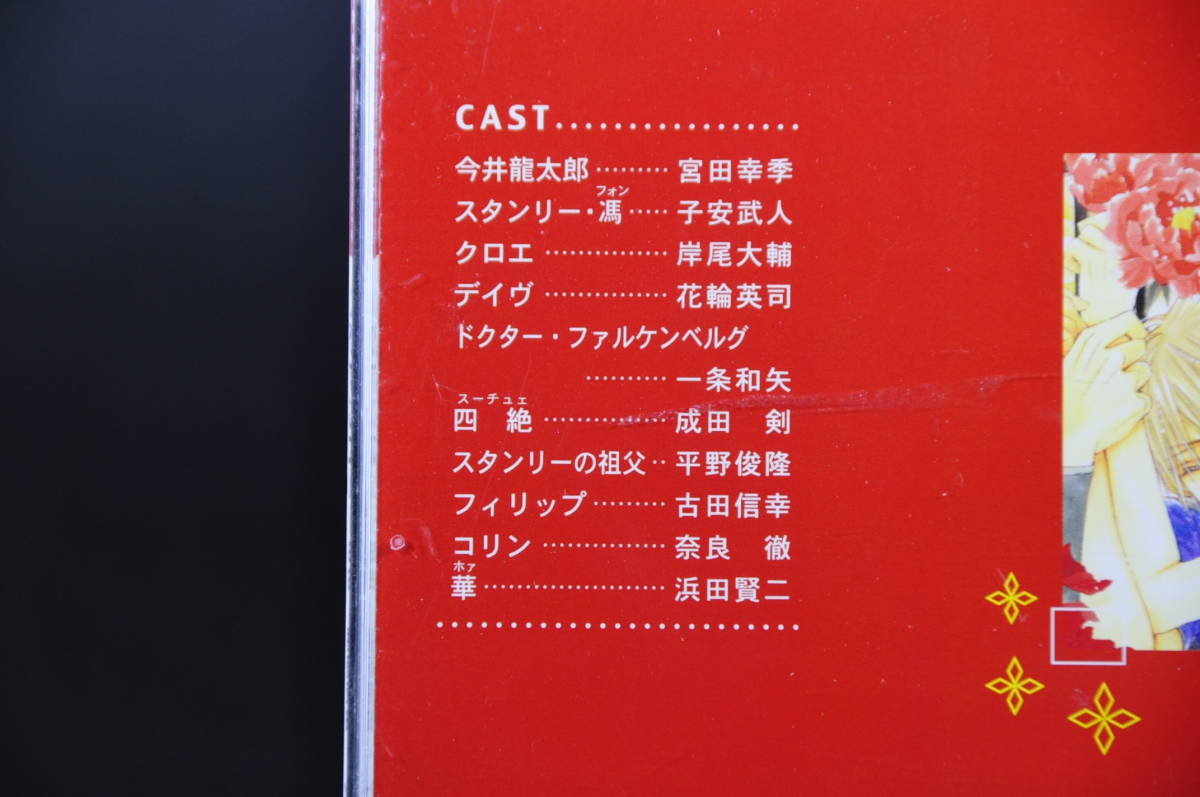 CAST.................
今井龍太郎………宮田幸季
フォン
スタンリー・馮……子安武人
クロエ……………岸尾大輔
デイヴ……………花輪英司
ドクター・ファルケンベルグ
………一条和矢
スーチュェ
四 絶……………成田 剣
スタンリーの祖父‥平野俊隆
フィリップ………古田信幸
コリン……………奈良 徹
ホァ
華……………………浜田賢二